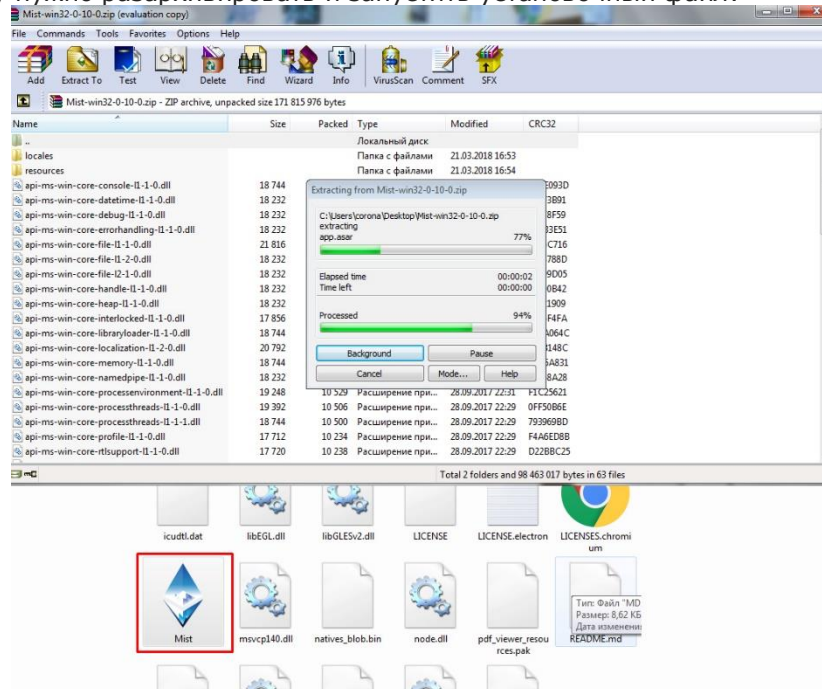 нужно разархивировать и запустить установочный файл.
Mist-win32-0-10-0.zip (evaluation copy)
File Commands Tools Favorites Options Help
Add Extract To Test View Delete Find Wizard Info VirusScan Comment SFX
Mist-win32-0-10-0.zip - ZIP archive, unpacked size 171 815 976 bytes
Name Size Packed Type Modified CRC32
.. Локальный диск
locales Папка с файлами 21.03.2018 16:53
resources Папка с файлами 21.03.2018 16:54
api-ms-win-core-console-l1-1-0.dll 18 744
api-ms-win-core-datetime-l1-1-0.dll 18 232
api-ms-win-core-debug-l1-1-0.dll 18 232
api-ms-win-core-errorhandling-l1-1-0.dll 18 232
api-ms-win-core-file-l1-1-0.dll 21 816
api-ms-win-core-file-l1-2-0.dll 18 232
api-ms-win-core-file-l2-1-0.dll 18 232
api-ms-win-core-handle-l1-1-0.dll 18 232
api-ms-win-core-heap-l1-1-0.dll 18 232
api-ms-win-core-interlocked-l1-1-0.dll 17 856
api-ms-win-core-libraryloader-l1-1-0.dll 18 744
api-ms-win-core-localization-l1-2-0.dll 20 792
api-ms-win-core-memory-l1-1-0.dll 18 744
api-ms-win-core-namedpipe-l1-1-0.dll 18 232
api-ms-win-core-processenvironment-l1-1-0.dll 19 248 10 529 Расширение при... 28.09.2017 22:31 F1C25621
api-ms-win-core-processthreads-l1-1-0.dll 19 392 10 506 Расширение при... 28.09.2017 22:29 0FF50B6E
api-ms-win-core-processthreads-l1-1-1.dll 18 744 10 500 Расширение при... 28.09.2017 22:29 793969BD
api-ms-win-core-profile-l1-1-0.dll 17 712 10 234 Расширение при... 28.09.2017 22:29 F4A6ED8B
api-ms-win-core-rtlsupport-l1-1-0.dll 17 720 10 238 Расширение при... 28.09.2017 22:29 D22BBC25
Extracting from Mist-win32-0-10-0.zip
C:\Users\corona\Desktop\Mist-win32-0-10-0.zip
extracting
app.asar 77%
Elapsed time 00:00:02
Time left 00:00:00
Processed 94%
Background Pause
Cancel Mode... Help
Total 2 folders and 98 463 017 bytes in 63 files
icudtl.dat libEGL.dll libGLESv2.dll LICENSE LICENSE.electron LICENSES.chromi
um
Mist msvcp140.dll natives_blob.bin node.dll pdf_viewer_resou
rces.pak
README.md
Тип: Файл "MD
Размер: 8,62 КБ
Дата изменени